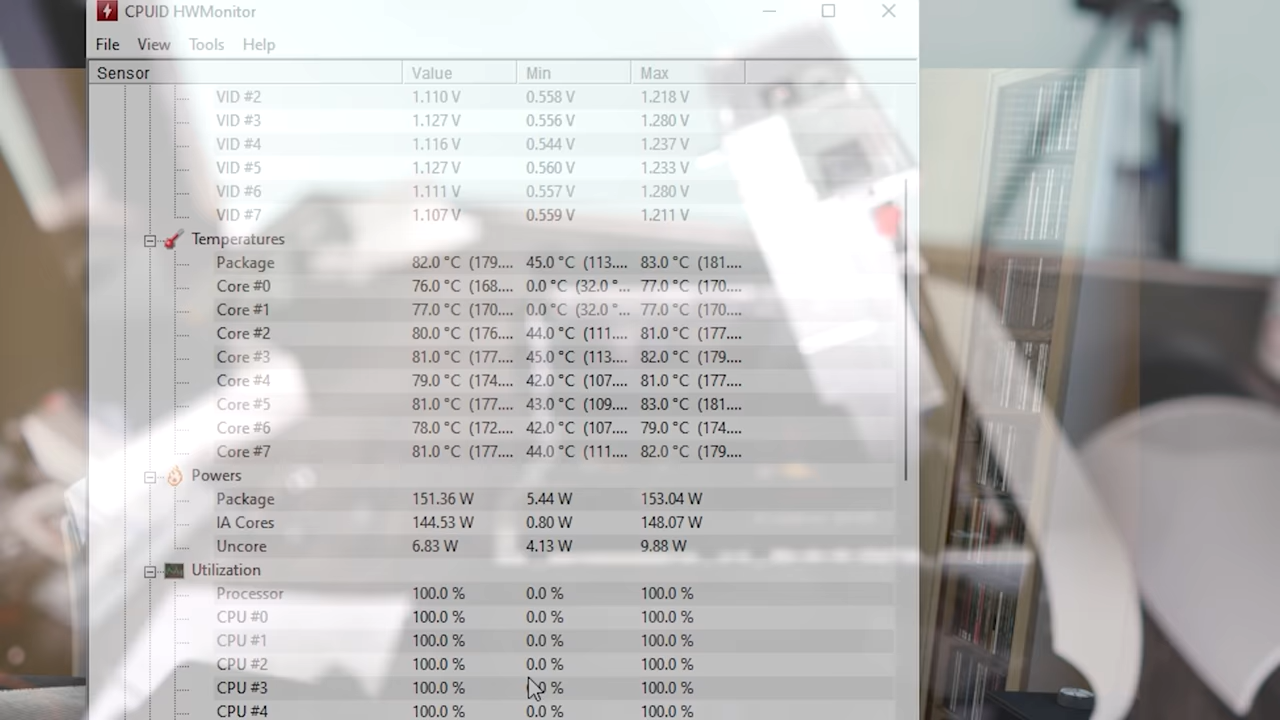 CPUID HWMonitor
File View Tools Help
Sensor Value Min Max
VID #2 1.110 V 0.558 V 1.218 V
VID #3 1.127 V 0.556 V 1.280 V
VID #4 1.116 V 0.544 V 1.237 V
VID #5 1.127 V 0.560 V 1.233 V
VID #6 1.111 V 0.557 V 1.280 V
VID #7 1.107 V 0.559 V 1.211 V
Temperatures
Package 82.0 °C (179.... 45.0 °C (113.... 83.0 °C (181....
Core #0 76.0 °C (168.... 0.0 °C (32.0 °... 77.0 °C (170....
Core #1 77.0 °C (170.... 0.0 °C (32.0 °... 77.0 °C (170....
Core #2 80.0 °C (176.... 44.0 °C (111.... 81.0 °C (177....
Core #3 81.0 °C (177.... 45.0 °C (113.... 82.0 °C (179....
Core #4 79.0 °C (174.... 42.0 °C (107.... 81.0 °C (177....
Core #5 81.0 °C (177.... 43.0 °C (109.... 83.0 °C (181....
Core #6 78.0 °C (172.... 42.0 °C (107.... 79.0 °C (174....
Core #7 81.0 °C (177.... 44.0 °C (111.... 82.0 °C (179....
Powers
Package 151.36 W 5.44 W 153.04 W
IA Cores 144.53 W 0.80 W 148.07 W
Uncore 6.83 W 4.13 W 9.88 W
Utilization
Processor 100.0 % 0.0 % 100.0 %
CPU #0 100.0 % 0.0 % 100.0 %
CPU #1 100.0 % 0.0 % 100.0 %
CPU #2 100.0 % 0.0 % 100.0 %
CPU #3 100.0 % 0.0 % 100.0 %
CPU #4 100.0 % 0.0 % 100.0 %